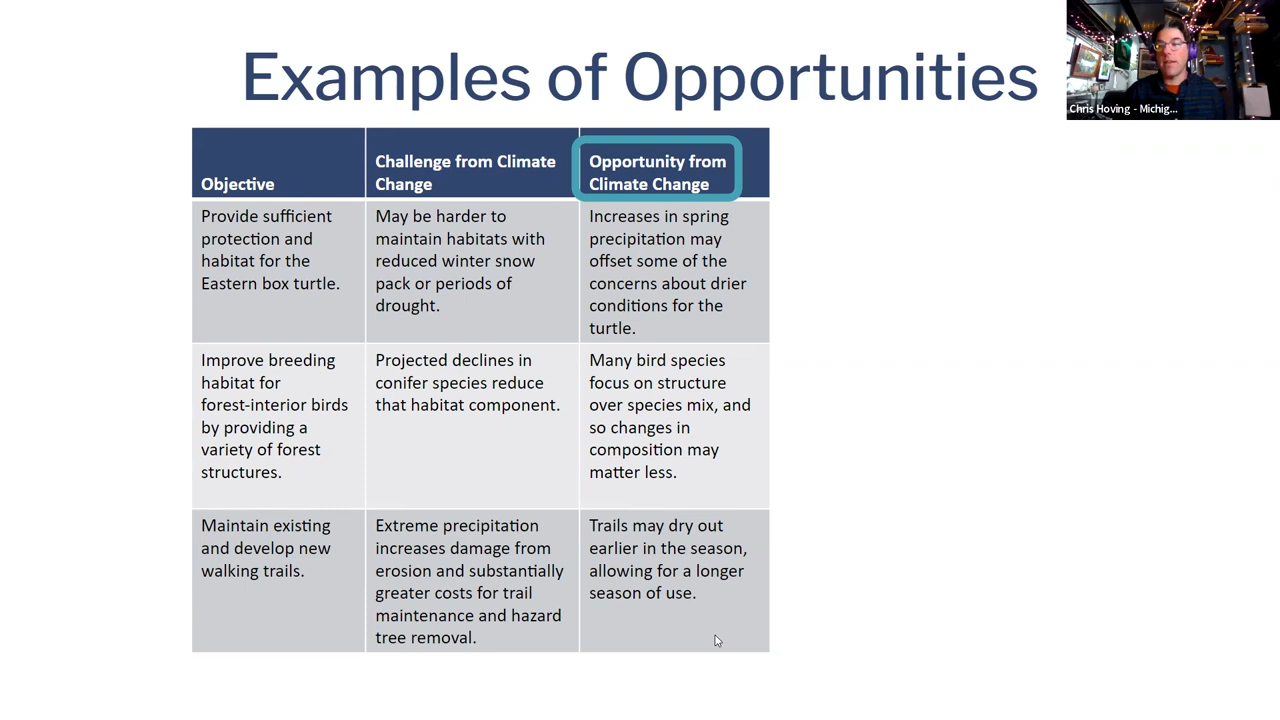 Examples of Opportunities
Chris Hoving - Michig...
Objective
Challenge from Climate
Change
Opportunity from
Climate Change
Provide sufficient
protection and
habitat for the
Eastern box turtle.
May be harder to
maintain habitats with
reduced winter snow
pack or periods of
drought.
Increases in spring
precipitation may
offset some of the
concerns about drier
conditions for the
turtle.
Improve breeding
habitat for
forest-interior birds
by providing a
variety of forest
structures.
Projected declines in
conifer species reduce
that habitat component.
Many bird species
focus on structure
over species mix, and
so changes in
composition may
matter less.
Maintain existing
and develop new
walking trails.
Extreme precipitation
increases damage from
erosion and substantially
greater costs for trail
maintenance and hazard
tree removal.
Trails may dry out
earlier in the season,
allowing for a longer
season of use.